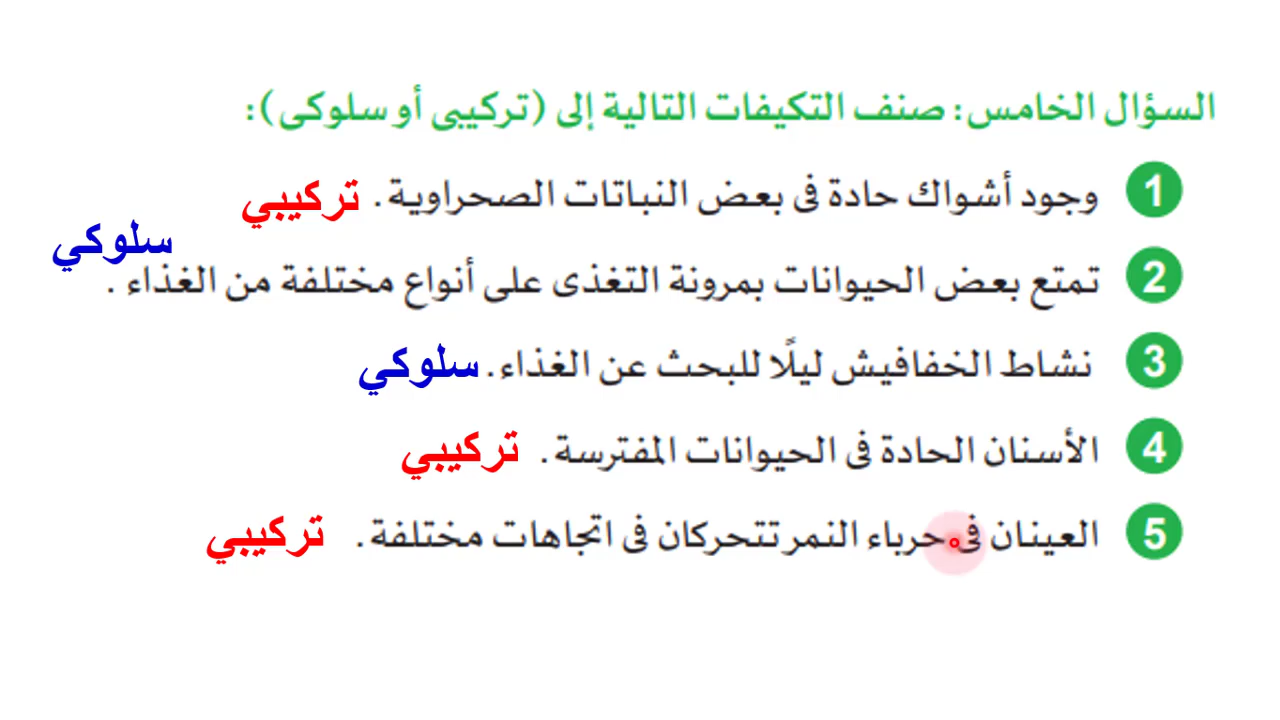 السؤال الخامس: صنف التكيفات التالية إلى (تركيبى أو سلوكى):
1 وجود أشواك حادة فى بعض النباتات الصحراوية. تركيبي
2 تمتع بعض الحيوانات بمرونة التغذى على أنواع مختلفة من الغذاء. سلوكي
3 نشاط الخفافيش ليلًا للبحث عن الغذاء. سلوكي
4 الأسنان الحادة فى الحيوانات المفترسة. تركيبي
5 العينان فى حرباء النمر تتحركان فى اتجاهات مختلفة. تركيبي